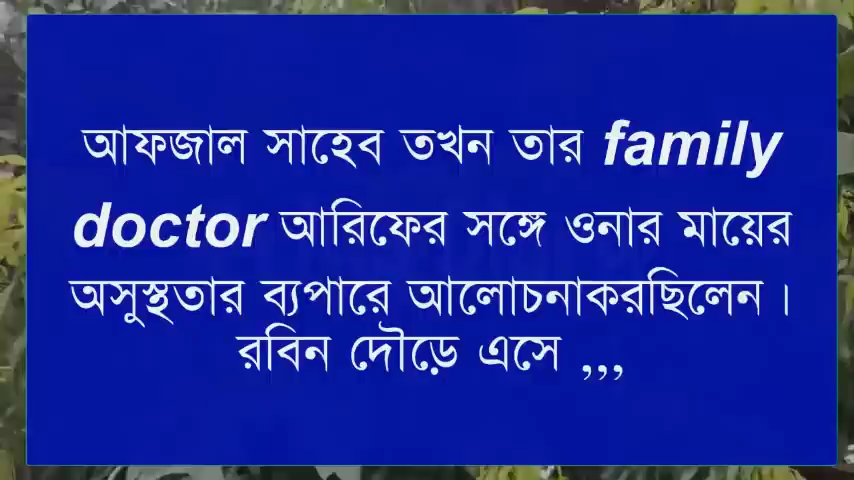 আফজাল সাহেব তখন তার family
doctor আরিফের সঙ্গে ওনার মায়ের
অসুস্থতার ব্যপারে আলোচনাকরছিলেন।
রবিন দৌড়ে এসে ,,,